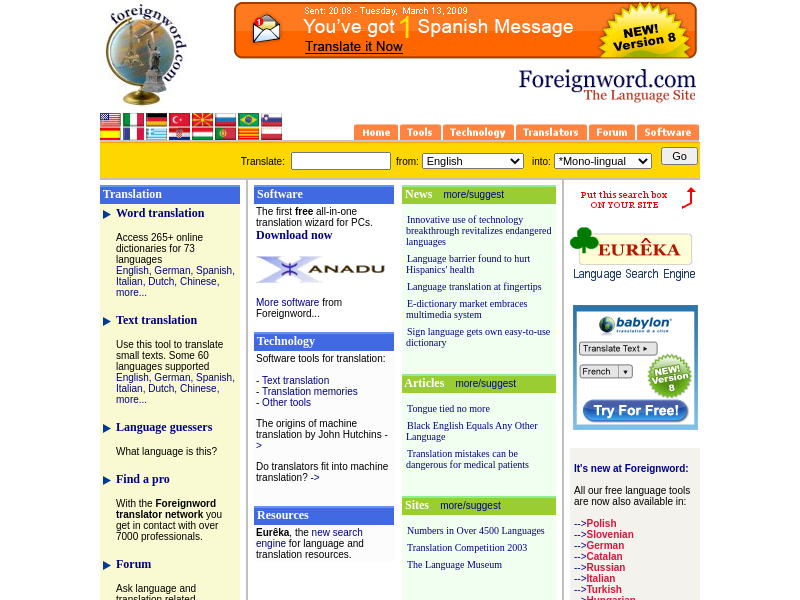 foreignword.com
Sent: 20:08 - Tuesday, March 13, 2009
You've got 1 Spanish Message
Translate it Now
NEW!
Version 8
Foreignword.com
The Language Site
Home Tools Technology Translators Forum Software
Translate: from: English into: *Mono-lingual Go
Translation
Word translation
Access 265+ online
dictionaries for 73
languages
English, German, Spanish,
Italian, Dutch, Chinese,
more...
Text translation
Use this tool to translate
small texts. Some 60
languages supported
English, German, Spanish,
Italian, Dutch, Chinese,
more...
Language guessers
What language is this?
Find a pro
With the Foreignword
translator network you
get in contact with over
7000 professionals.
Forum
Ask language and
translation related
Software
The first free all-in-one
translation wizard for PCs.
Download now
XANADU
More software from
Foreignword...
Technology
Software tools for translation:
- Text translation
- Translation memories
- Other tools
The origins of machine
translation by John Hutchins -
>
Do translators fit into machine
translation? ->
Resources
Eurêka, the new search
engine for language and
translation resources.
News more/suggest
Innovative use of technology
breakthrough revitalizes endangered
languages
Language barrier found to hurt
Hispanics' health
Language translation at fingertips
E-dictionary market embraces
multimedia system
Sign language gets own easy-to-use
dictionary
Articles more/suggest
Tongue tied no more
Black English Equals Any Other
Language
Translation mistakes can be
dangerous for medical patients
Sites more/suggest
Numbers in Over 4500 Languages
Translation Competition 2003
The Language Museum
Put this search box
ON YOUR SITE
EURÊKA
Language Search Engine
babylon
translation @ a click
Translate Text
French
NEW!
Version 8
Try For Free!
It's new at Foreignword:
All our free language tools
are now also available in:
-->Polish
-->Slovenian
-->German
-->Catalan
-->Russian
-->Italian
-->Turkish
-->Hungarian